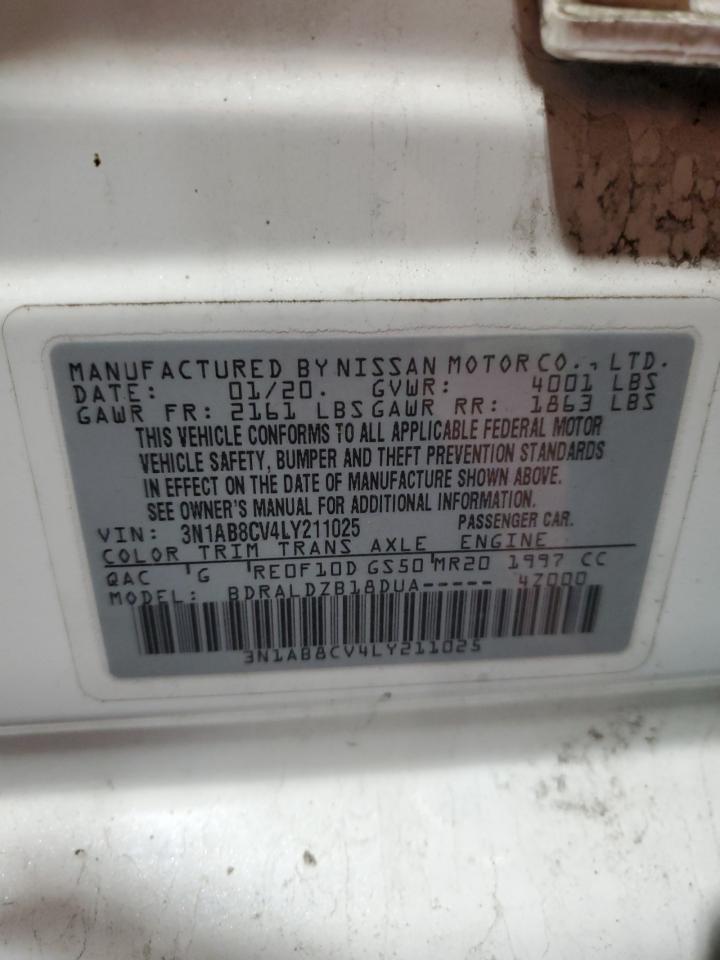 MANUFACTURED BY NISSAN MOTOR CO., LTD.
DATE: 01/20. GVWR: 4001 LBS
GAWR FR: 2161 LBS GAWR RR: 1863 LBS
THIS VEHICLE CONFORMS TO ALL APPLICABLE FEDERAL MOTOR
VEHICLE SAFETY, BUMPER AND THEFT PREVENTION STANDARDS
IN EFFECT ON THE DATE OF MANUFACTURE SHOWN ABOVE.
SEE OWNER'S MANUAL FOR ADDITIONAL INFORMATION.
VIN: 3N1AB8CV4LY211025 PASSENGER CAR.
COLOR TRIM TRANS AXLE ENGINE
QAC G RE0F10D GS50 MR20 1997 CC
MODEL: BDRALDZB18DUA----- 4Z000
3N1AB8CV4LY211025